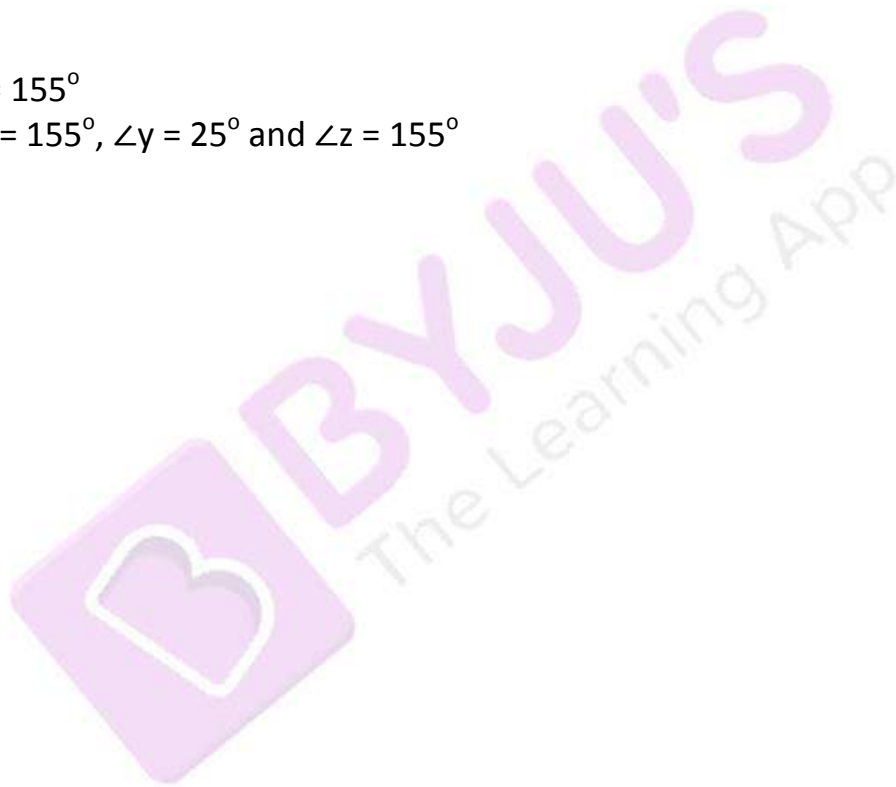 = 155°
= 155°, ∠y = 25° and ∠z = 155°
BYJU'S
The Learning App